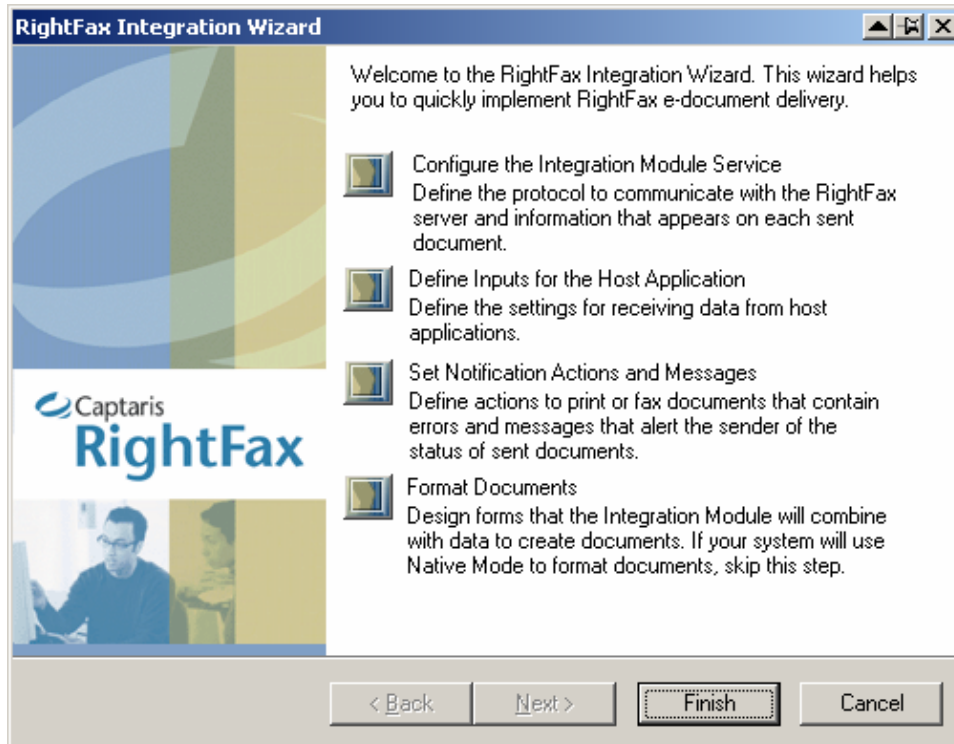 RightFax Integration Wizard
Welcome to the RightFax Integration Wizard. This wizard helps
you to quickly implement RightFax e-document delivery.
Configure the Integration Module Service
Define the protocol to communicate with the RightFax
server and information that appears on each sent
document.
Define Inputs for the Host Application
Define the settings for receiving data from host
applications.
Set Notification Actions and Messages
Define actions to print or fax documents that contain
errors and messages that alert the sender of the
status of sent documents.
Format Documents
Design forms that the Integration Module will combine
with data to create documents. If your system will use
Native Mode to format documents, skip this step.
Captaris
RightFax
< Back
Next >
Finish
Cancel